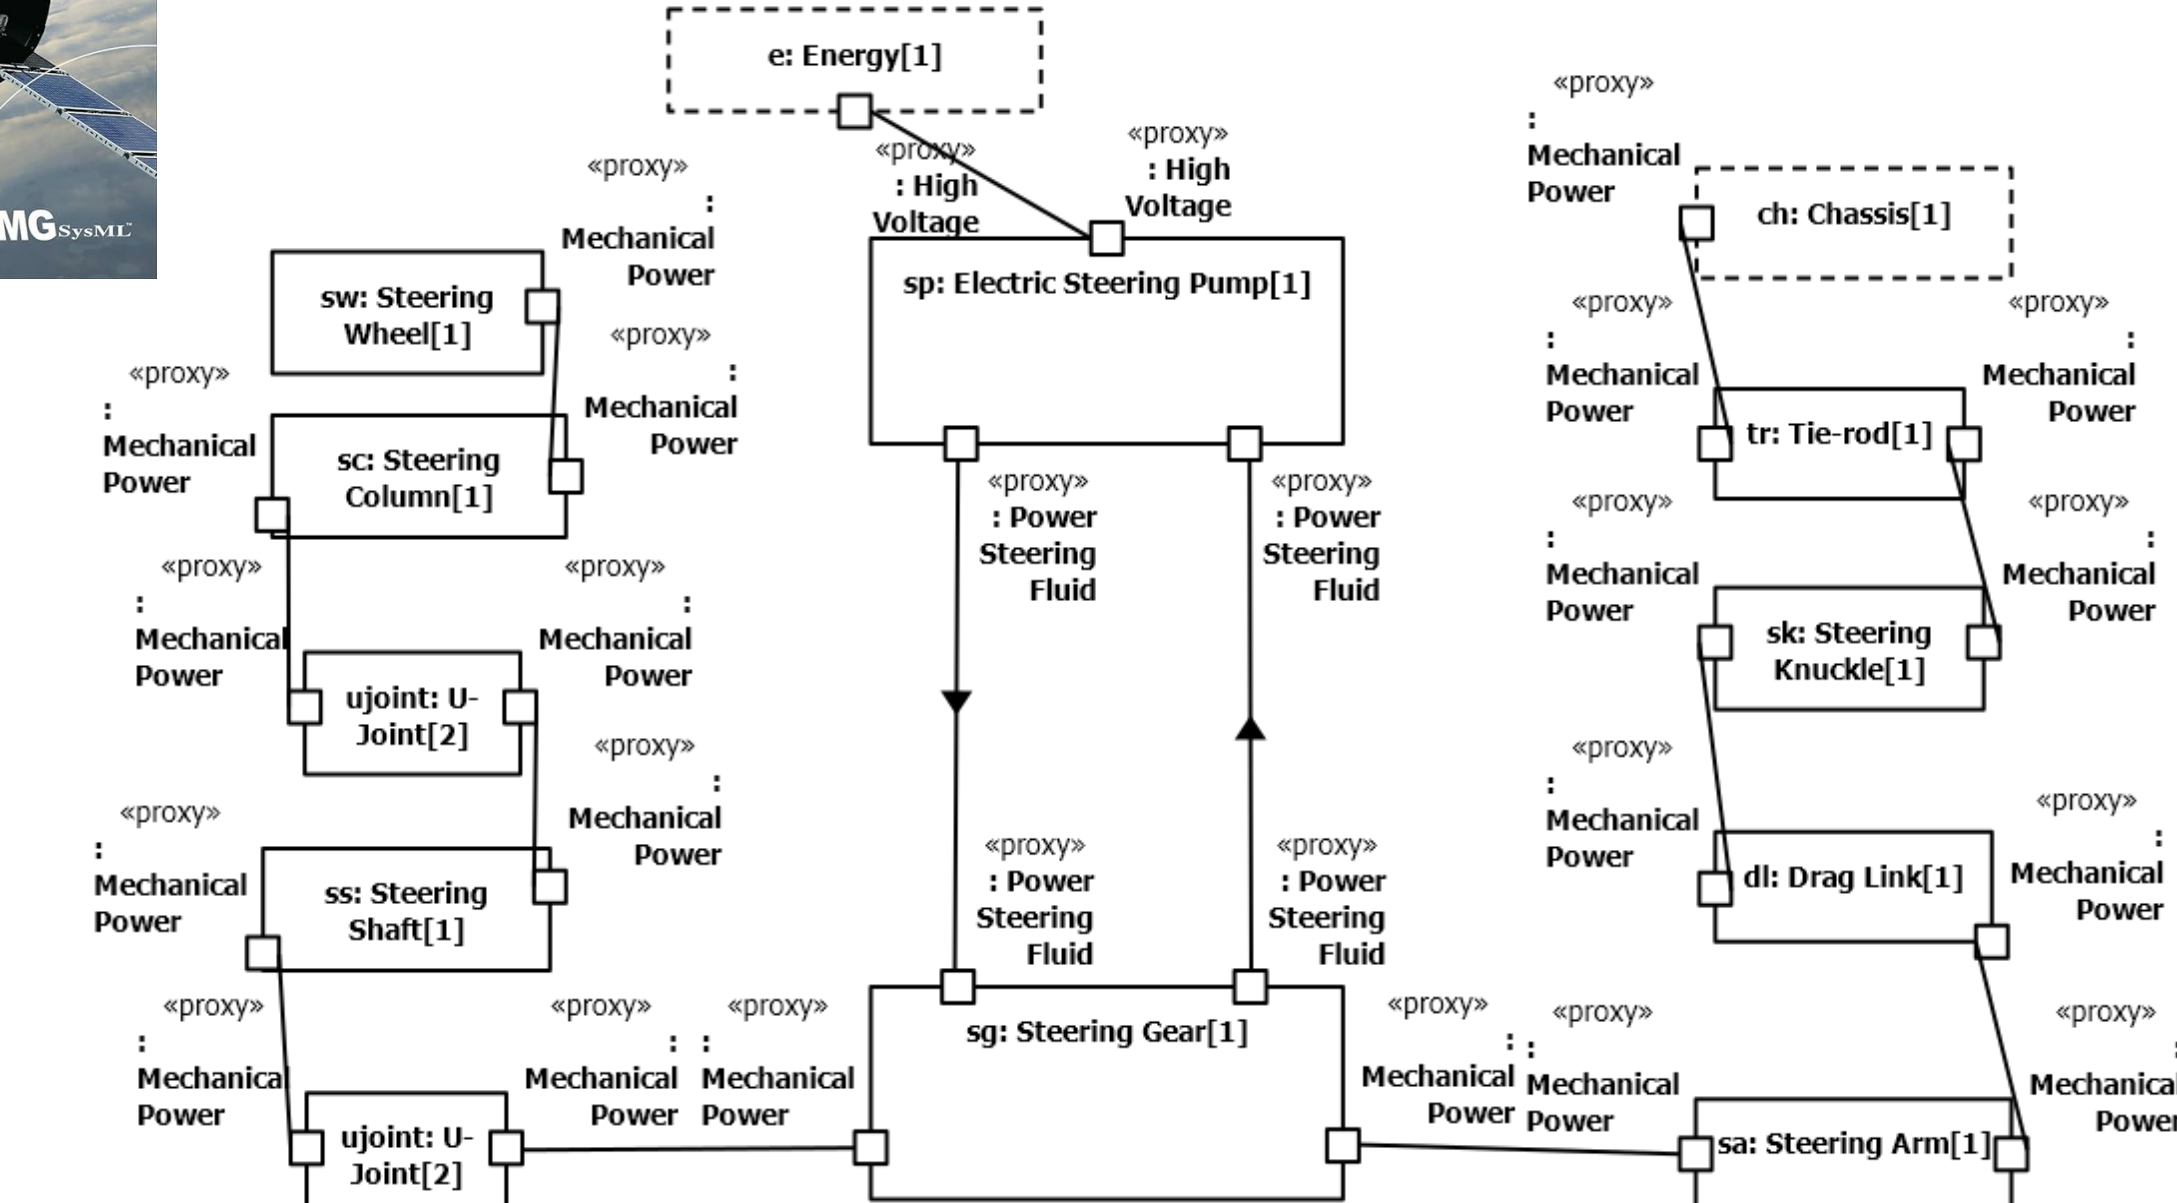 MG SysML™
e: Energy[1]
«proxy»
: High
Voltage
«proxy»
: High
Voltage
sp: Electric Steering Pump[1]
«proxy»
: Power
Steering
Fluid
«proxy»
: Power
Steering
Fluid
«proxy»
: Power
Steering
Fluid
«proxy»
: Power
Steering
Fluid
sg: Steering Gear[1]
«proxy»
:
Mechanical
Power
sw: Steering
Wheel[1]
«proxy»
:
Mechanical
Power
«proxy»
:
Mechanical
Power
sc: Steering
Column[1]
«proxy»
:
Mechanical
Power
«proxy»
:
Mechanical
Power
ujoint: U-
Joint[2]
«proxy»
:
Mechanical
Power
«proxy»
:
Mechanical
Power
ss: Steering
Shaft[1]
«proxy»
:
Mechanical
Power
«proxy»
:
Mechanical
Power
ujoint: U-
Joint[2]
«proxy»
:
Mechanical
Power
«proxy»
:
Mechanical
Power
«proxy»
:
Mechanical
Power
ch: Chassis[1]
«proxy»
:
Mechanical
Power
«proxy»
:
Mechanical
Power
tr: Tie-rod[1]
«proxy»
:
Mechanical
Power
«proxy»
:
Mechanical
Power
sk: Steering
Knuckle[1]
«proxy»
:
Mechanical
Power
«proxy»
:
Mechanical
Power
dl: Drag Link[1]
«proxy»
:
Mechanical
Power
«proxy»
:
Mechanical
Power
sa: Steering Arm[1]